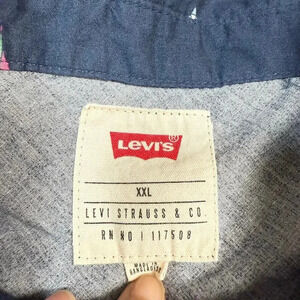 LEVI'S ®
XXL
LEVI STRAUSS & CO.
RN NO | 117508
MADE IN
BANGLADESH